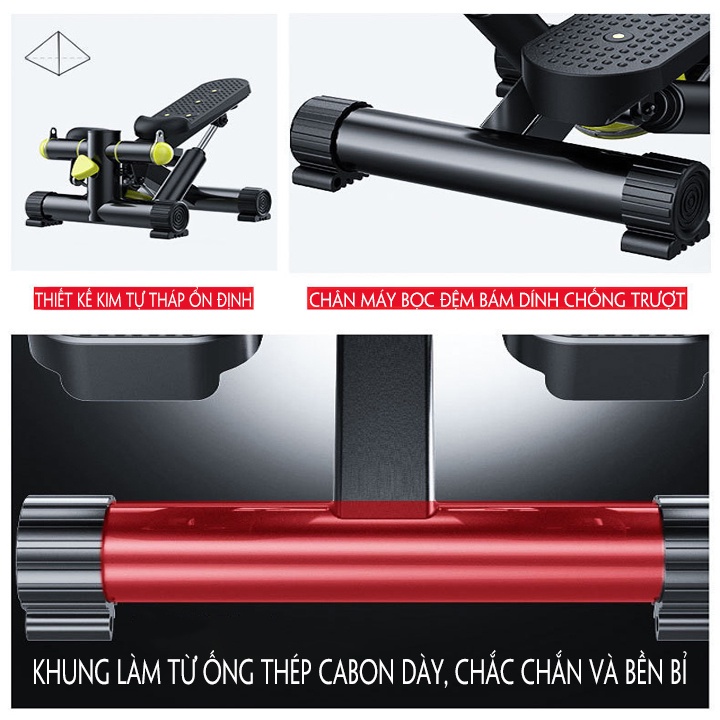 THIẾT KẾ KIM TỰ THÁP ỔN ĐỊNH
CHÂN MÁY BỌC ĐỆM BÁM DÍNH CHỐNG TRƯỢT
KHUNG LÀM TỪ ỐNG THÉP CABON DÀY, CHẮC CHẮN VÀ BỀN BỈ